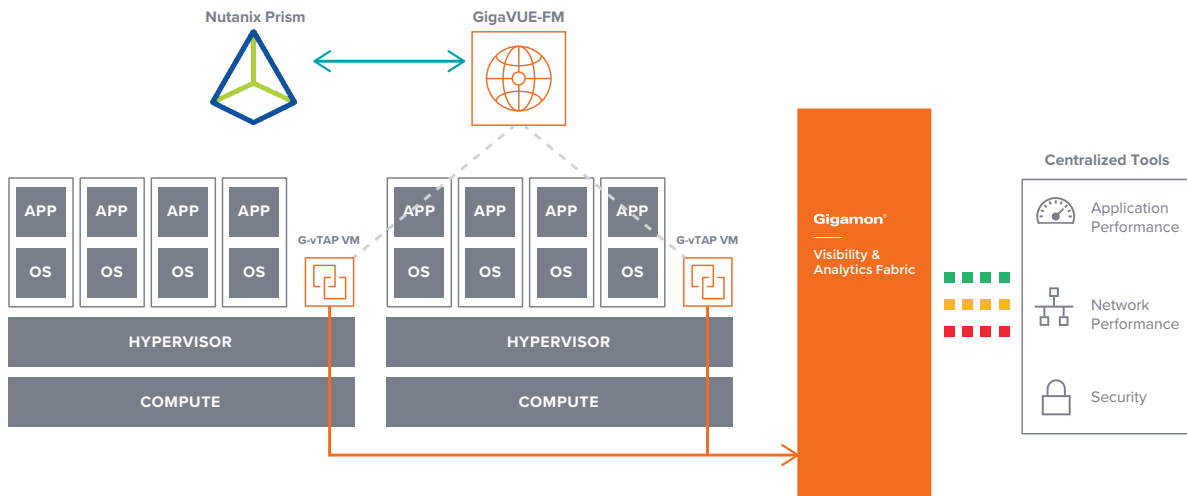 Nutanix Prism
GigaVUE-FM
APP APP APP APP
OS OS OS OS
G-vTAP VM
HYPERVISOR
COMPUTE
APP APP APP APP
OS OS OS OS
G-vTAP VM
HYPERVISOR
COMPUTE
Gigamon®
Visibility &
Analytics Fabric
Centralized Tools
Application
Performance
Network
Performance
Security